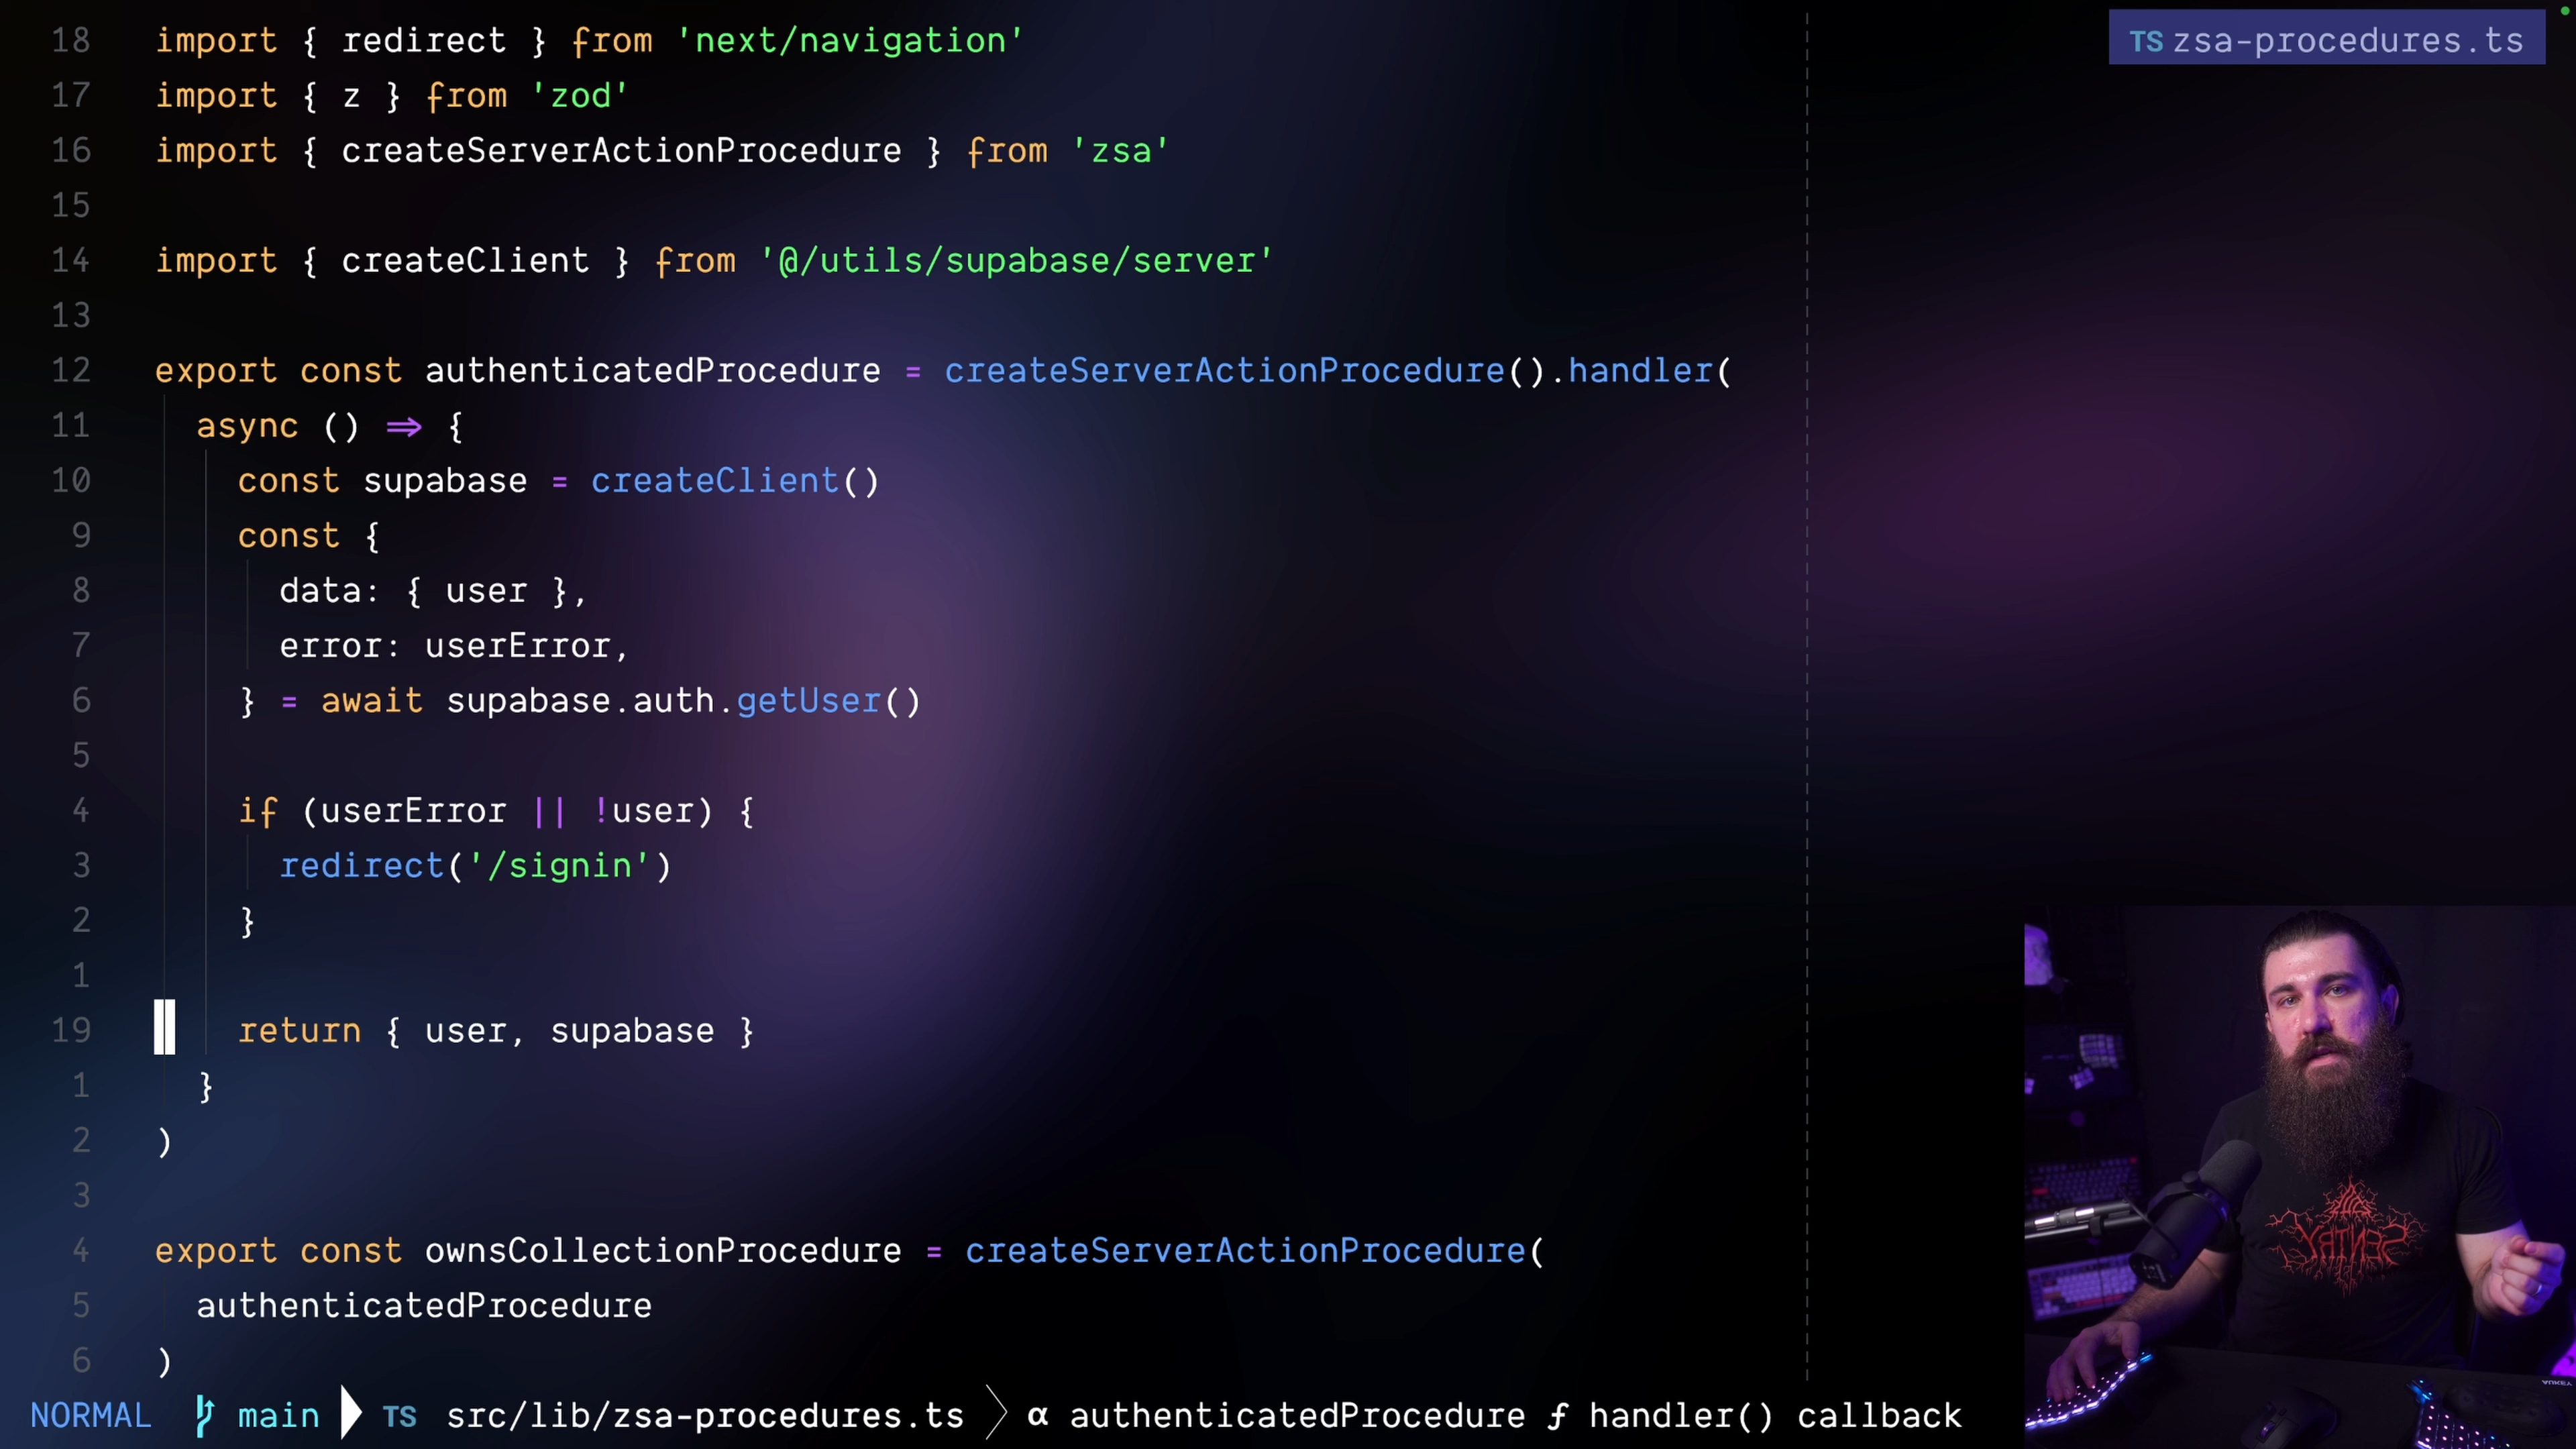 TS zsa-procedures.ts
18 import { redirect } from 'next/navigation'
17 import { z } from 'zod'
16 import { createServerActionProcedure } from 'zsa'
15
14 import { createClient } from '@/utils/supabase/server'
13
12 export const authenticatedProcedure = createServerActionProcedure().handler(
11 async () => {
10 const supabase = createClient()
9 const {
8 data: { user },
7 error: userError,
6 } = await supabase.auth.getUser()
5
4 if (userError || !user) {
3 redirect('/signin')
2 }
1
19 return { user, supabase }
1 }
2 )
3
4 export const ownsCollectionProcedure = createServerActionProcedure(
5 authenticatedProcedure
6 )
NORMAL main TS src/lib/zsa-procedures.ts α authenticatedProcedure ƒ handler() callback
SENTRY